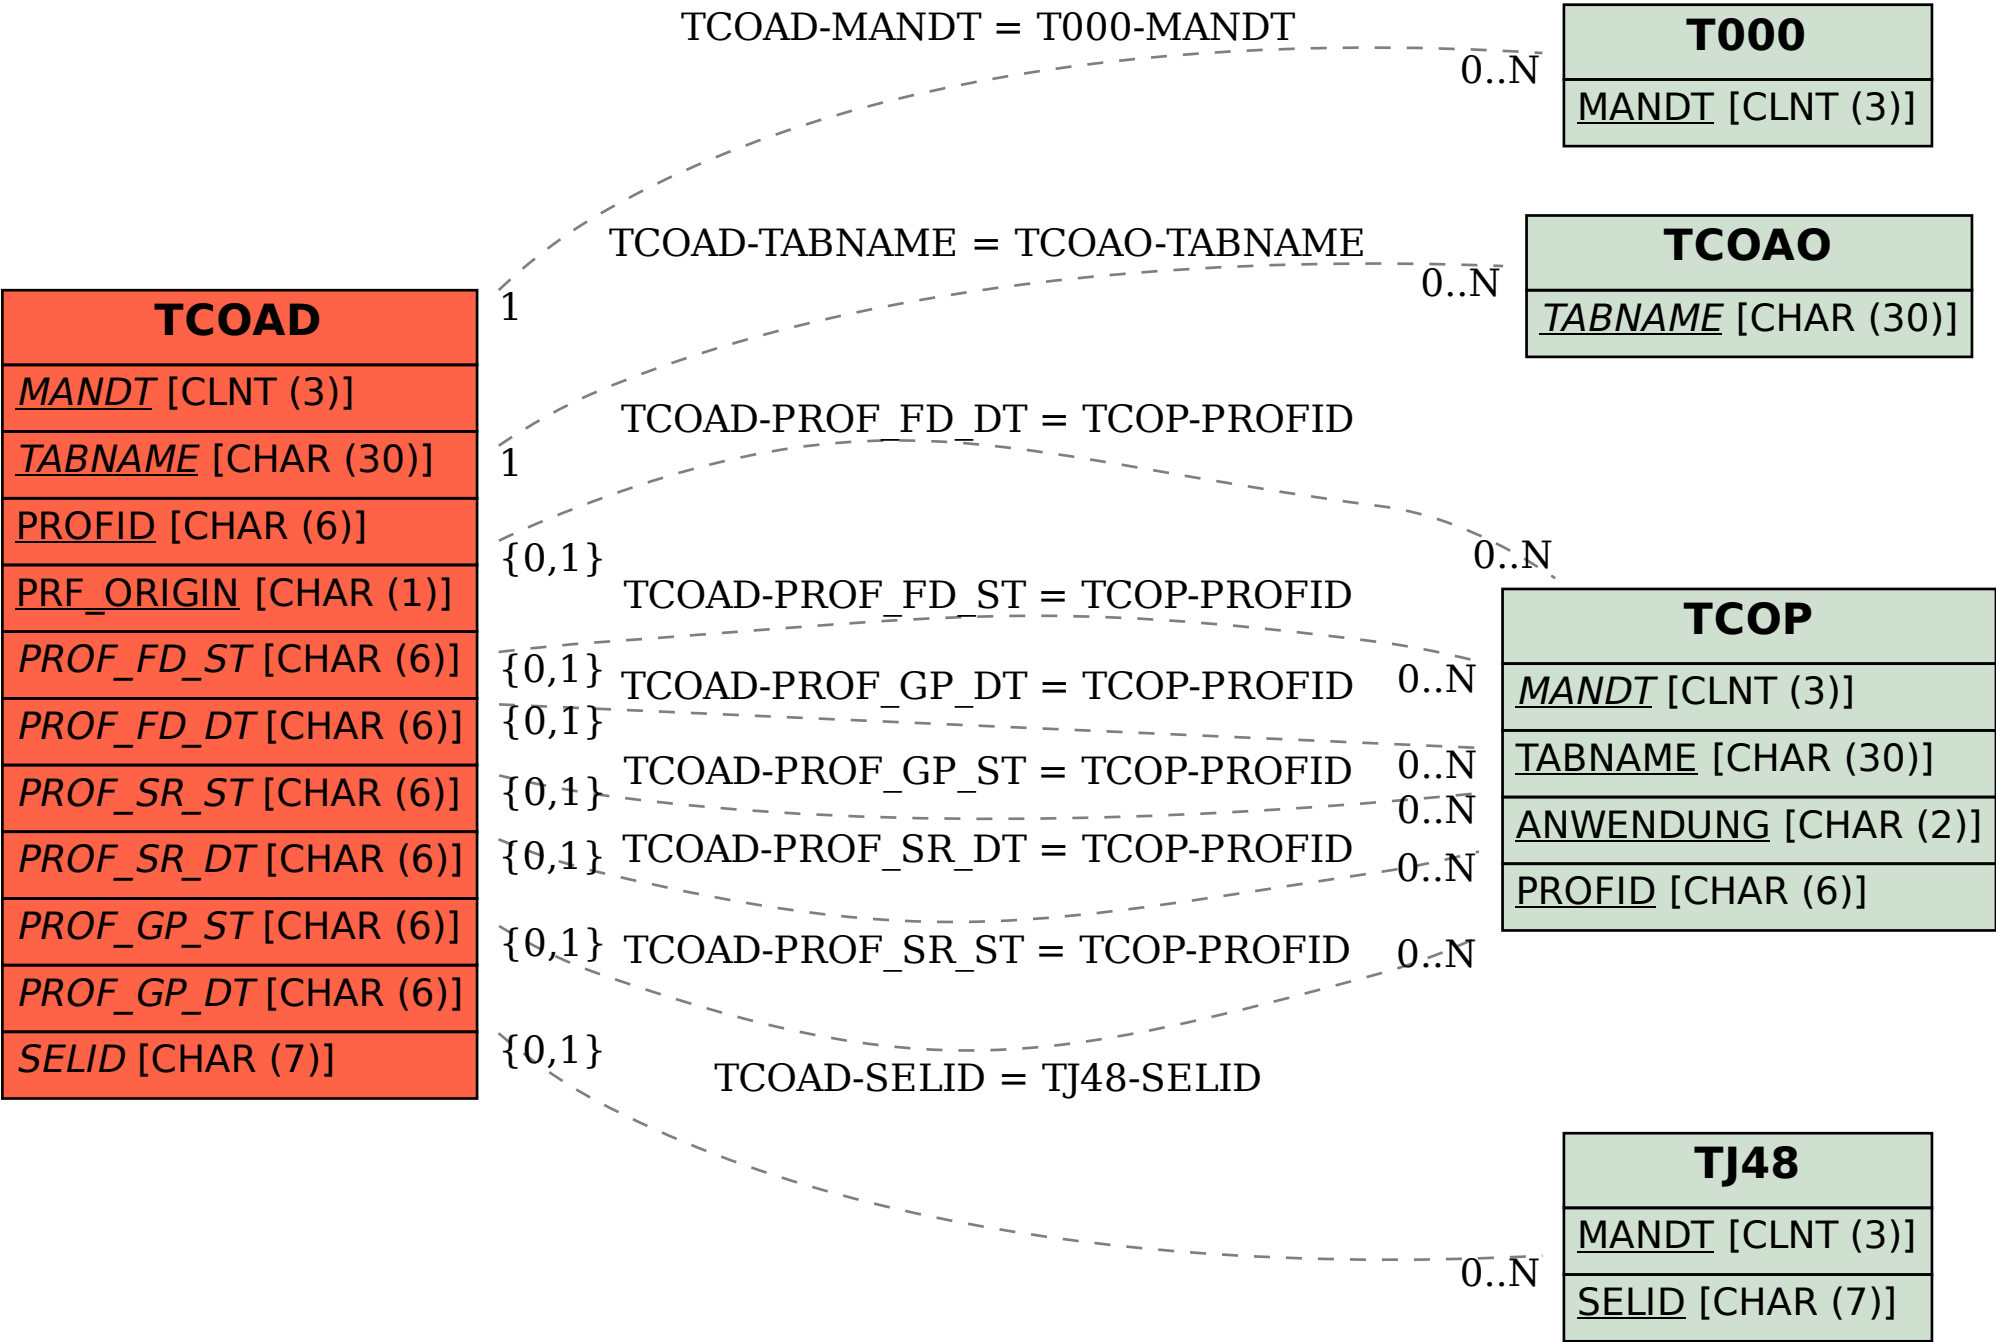 TCOAD-MANDT = T000-MANDT
0..N
1
T000
MANDT [CLNT (3)]
TCOAD-TABNAME = TCOAO-TABNAME
0..N
1
TCOAO
TABNAME [CHAR (30)]
TCOAD
MANDT [CLNT (3)]
TABNAME [CHAR (30)]
PROFID [CHAR (6)]
PRF_ORIGIN [CHAR (1)]
PROF_FD_ST [CHAR (6)]
PROF_FD_DT [CHAR (6)]
PROF_SR_ST [CHAR (6)]
PROF_SR_DT [CHAR (6)]
PROF_GP_ST [CHAR (6)]
PROF_GP_DT [CHAR (6)]
SELID [CHAR (7)]
TCOAD-PROF_FD_DT = TCOP-PROFID
{0,1}
0..N
TCOAD-PROF_FD_ST = TCOP-PROFID
{0,1}
0..N
TCOAD-PROF_GP_DT = TCOP-PROFID
{0,1}
0..N
TCOAD-PROF_GP_ST = TCOP-PROFID
{0,1}
0..N
TCOAD-PROF_SR_DT = TCOP-PROFID
{0,1}
0..N
TCOAD-PROF_SR_ST = TCOP-PROFID
{0,1}
0..N
TCOP
MANDT [CLNT (3)]
TABNAME [CHAR (30)]
ANWENDUNG [CHAR (2)]
PROFID [CHAR (6)]
TCOAD-SELID = TJ48-SELID
{0,1}
0..N
TJ48
MANDT [CLNT (3)]
SELID [CHAR (7)]